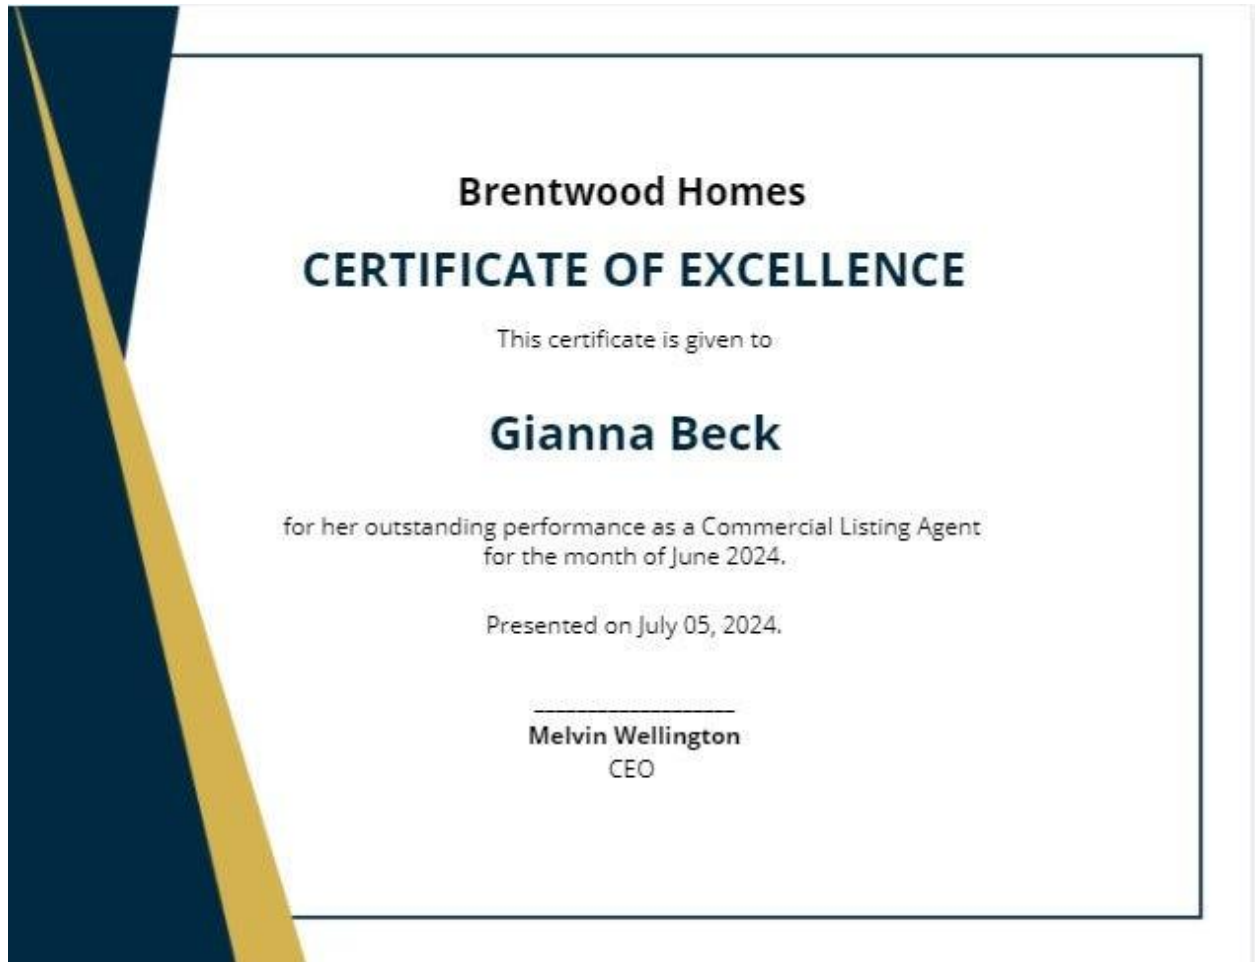 Brentwood Homes
CERTIFICATE OF EXCELLENCE
This certificate is given to
Gianna Beck
for her outstanding performance as a Commercial Listing Agent
for the month of June 2024.
Presented on July 05, 2024.
___________________
Melvin Wellington
CEO